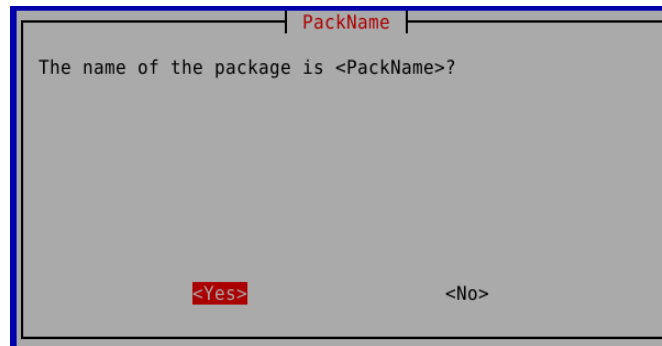 PackName
The name of the package is <PackName>?
<Yes> <No>